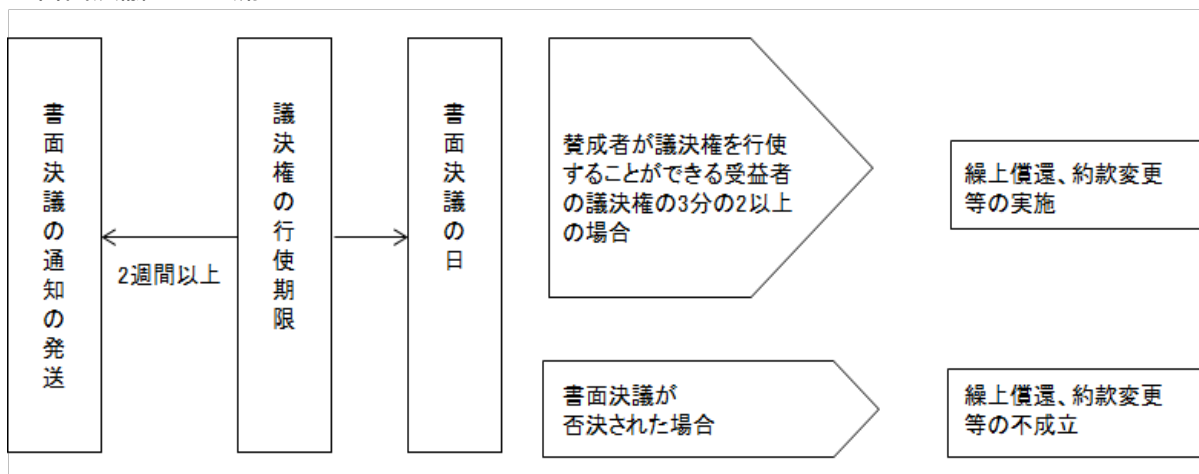 書面決議の通知の発送
2週間以上
議決権の行使期限
書面決議の日
賛成者が議決権を行使
することができる受益者
の議決権の3分の2以上
の場合
繰上償還、約款変更
等の実施
書面決議が
否決された場合
繰上償還、約款変更
等の不成立